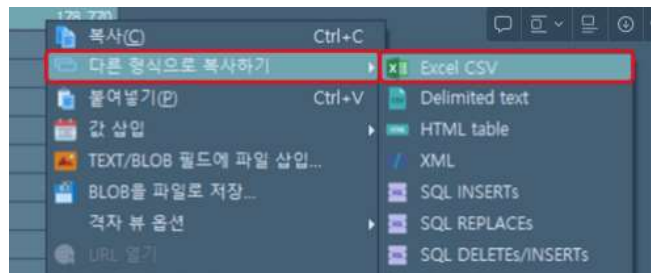 178,770
복사(C) Ctrl+C
다른 형식으로 복사하기
붙여넣기(P) Ctrl+V
값 삽입
TEXT/BLOB 필드에 파일 삽입...
BLOB을 파일로 저장...
격자 뷰 옵션
URL 열기
Excel CSV
Delimited text
HTML table
XML
SQL INSERTs
SQL REPLACEs
SQL DELETEs/INSERTs